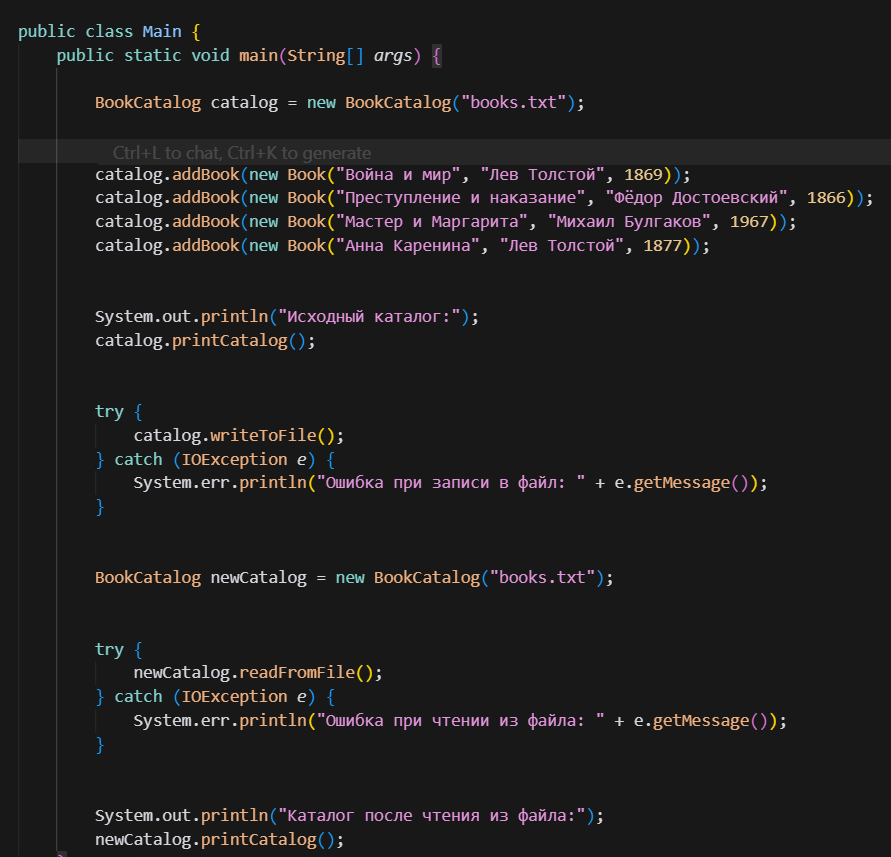 public class Main {
public static void main(String[] args) {
BookCatalog catalog = new BookCatalog("books.txt");
Ctrl+L to chat, Ctrl+K to generate
catalog.addBook(new Book("Война и мир", "Лев Толстой", 1869));
catalog.addBook(new Book("Преступление и наказание", "Фёдор Достоевский", 1866));
catalog.addBook(new Book("Мастер и Маргарита", "Михаил Булгаков", 1967));
catalog.addBook(new Book("Анна Каренина", "Лев Толстой", 1877));
System.out.println("Исходный каталог:");
catalog.printCatalog();
try {
catalog.writeToFile();
} catch (IOException e) {
System.err.println("Ошибка при записи в файл: " + e.getMessage());
}
BookCatalog newCatalog = new BookCatalog("books.txt");
try {
newCatalog.readFromFile();
} catch (IOException e) {
System.err.println("Ошибка при чтении из файла: " + e.getMessage());
}
System.out.println("Каталог после чтения из файла:");
newCatalog.printCatalog();
}